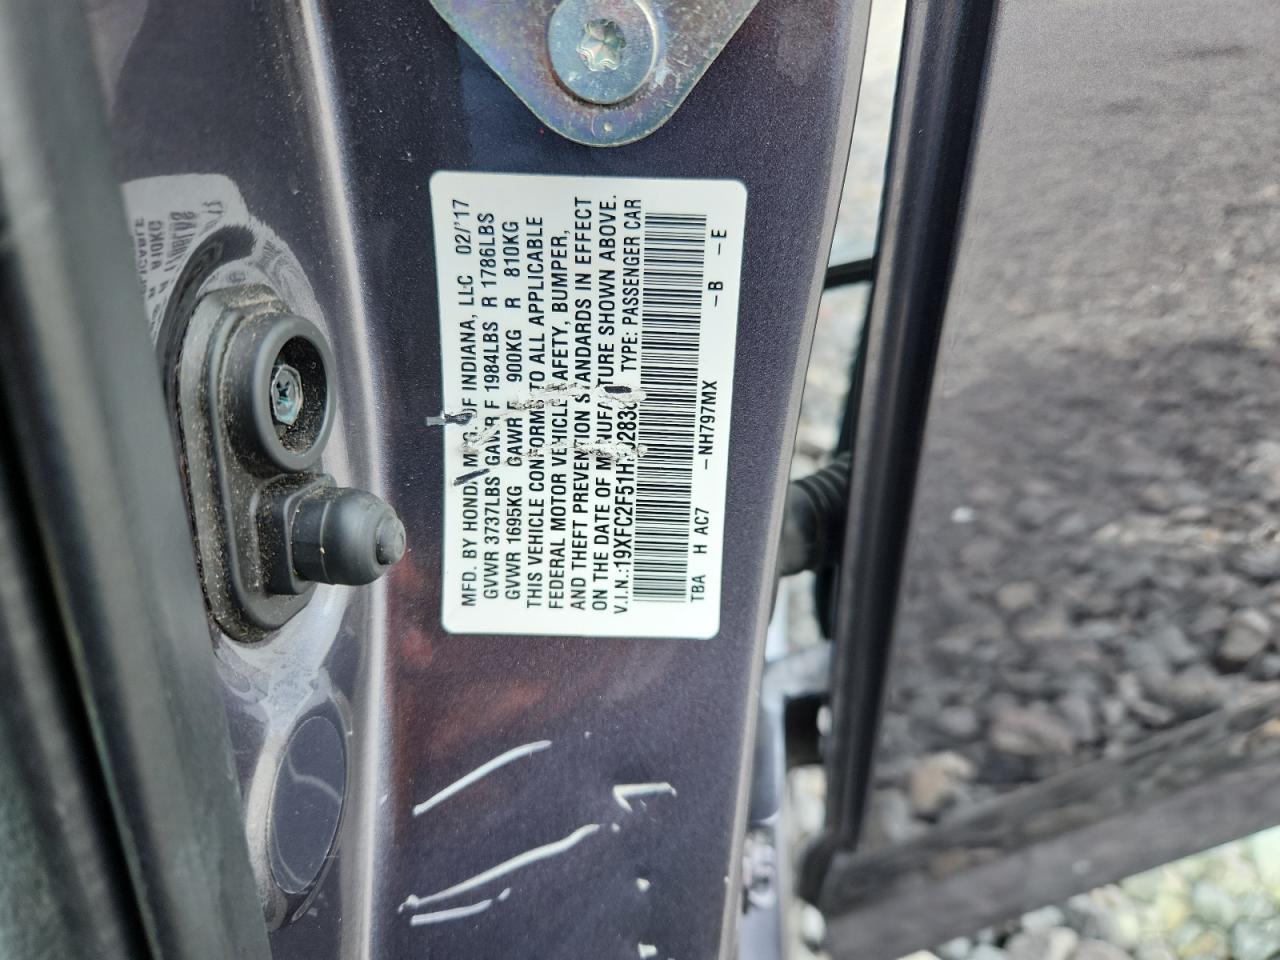 MFD. BY HONDA MFG. OF INDIANA, LLC 02/'17
GVWR 3737LBS GAWR F 1984LBS R 1786LBS
GVWR 1695KG GAWR F 900KG R 810KG
THIS VEHICLE CONFORMS TO ALL APPLICABLE
FEDERAL MOTOR VEHICLE SAFETY, BUMPER,
AND THEFT PREVENTION STANDARDS IN EFFECT
ON THE DATE OF MANUFACTURE SHOWN ABOVE.
V.I.N.: TYPE: PASSENGER CAR
TBA H AC7 – NH797MX – B – E